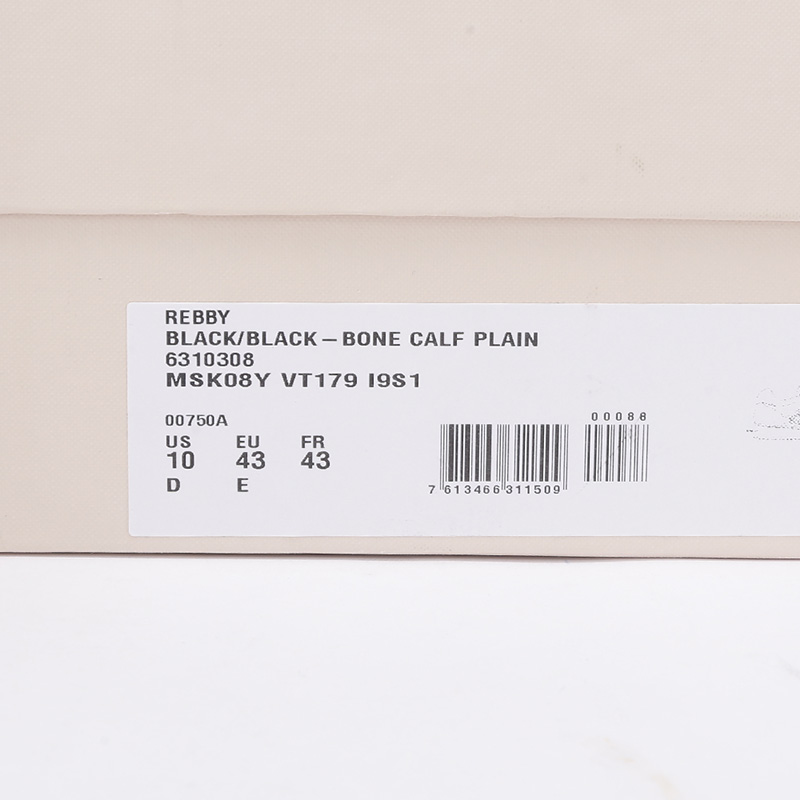 REBBY
BLACK/BLACK – BONE CALF PLAIN
6310308
MSK08Y VT179 I9S1
00750A
US EU FR
10 43 43
D E
00086
7 613466 311509